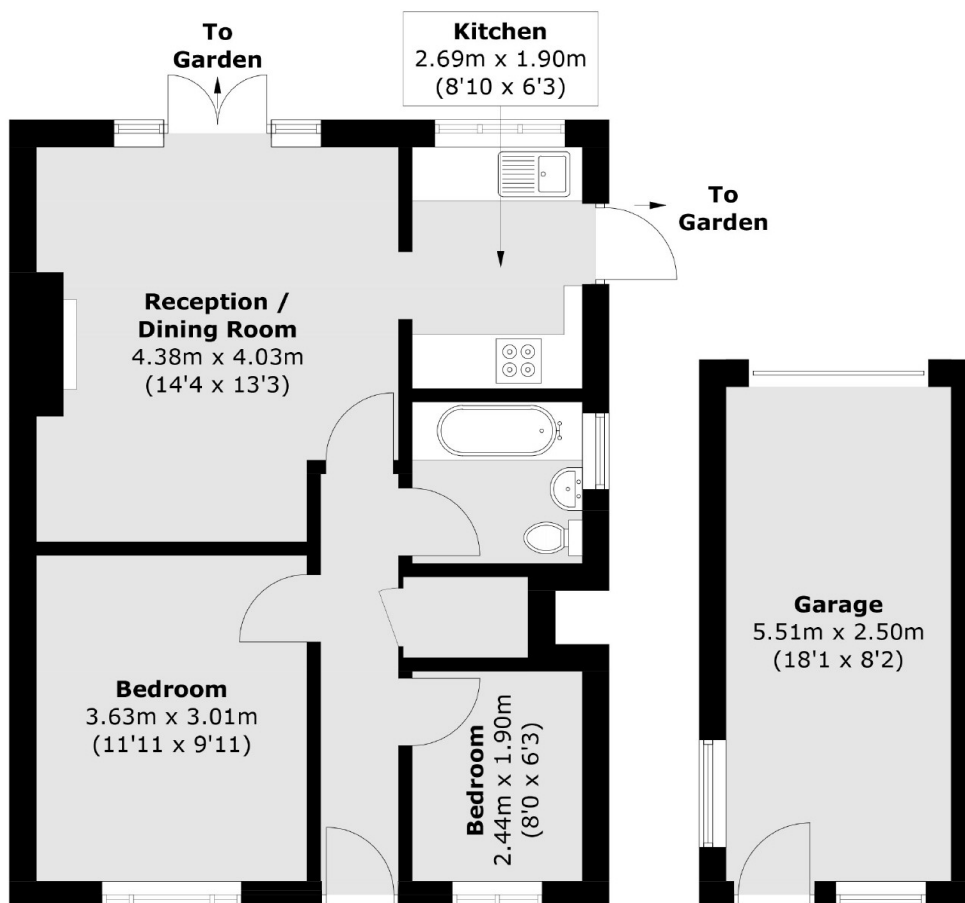 To
Garden
Kitchen
2.69m x 1.90m
(8'10 x 6'3)
To
Garden
Reception /
Dining Room
4.38m x 4.03m
(14'4 x 13'3)
Garage
5.51m x 2.50m
(18'1 x 8'2)
Bedroom
3.63m x 3.01m
(11'11 x 9'11)
Bedroom
2.44m x 1.90m
(8'0 x 6'3)